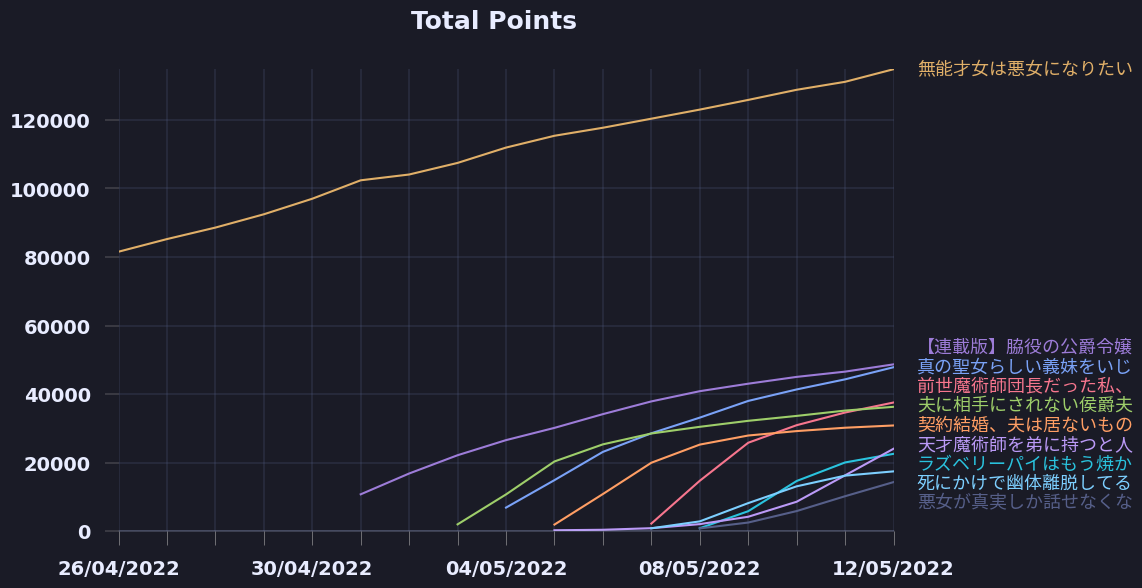 Total Points
無能才女は悪女になりたい
120000
100000
80000
60000
【連載版】脇役の公爵令嬢
真の聖女らしい義妹をいじ
前世魔術師団長だった私、
40000
夫に相手にされない侯爵夫
契約結婚、夫は居ないもの
天才魔術師を弟に持つと人
20000
ラズベリーパイはもう焼か
死にかけで幽体離脱してる
悪女が真実しか話せなくな
0
26/04/2022
30/04/2022
04/05/2022
08/05/2022
12/05/2022